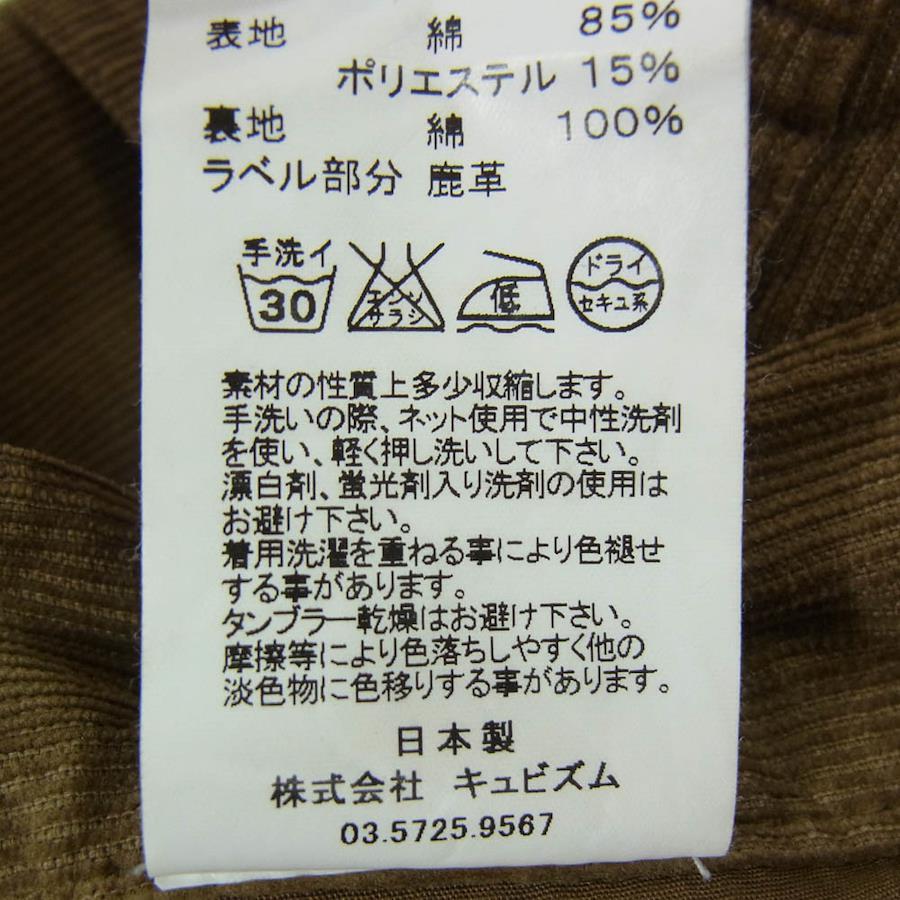 表地 綿 85%
ポリエステル 15%
裏地 綿 100%
ラベル部分 鹿革
手洗イ
30
エンソ
サラシ
低
ドライ
セキユ系
素材の性質上多少収縮します。
手洗いの際、ネット使用で中性洗剤
を使い、軽く押し洗いして下さい。
漂白剤、蛍光剤入り洗剤の使用は
お避け下さい。
着用洗濯を重ねる事により色褪せ
する事があります。
タンブラー乾燥はお避け下さい。
摩擦等により色落ちしやすく他の
淡色物に色移りする事があります。
日本製
株式会社 キュビズム
03.5725.9567